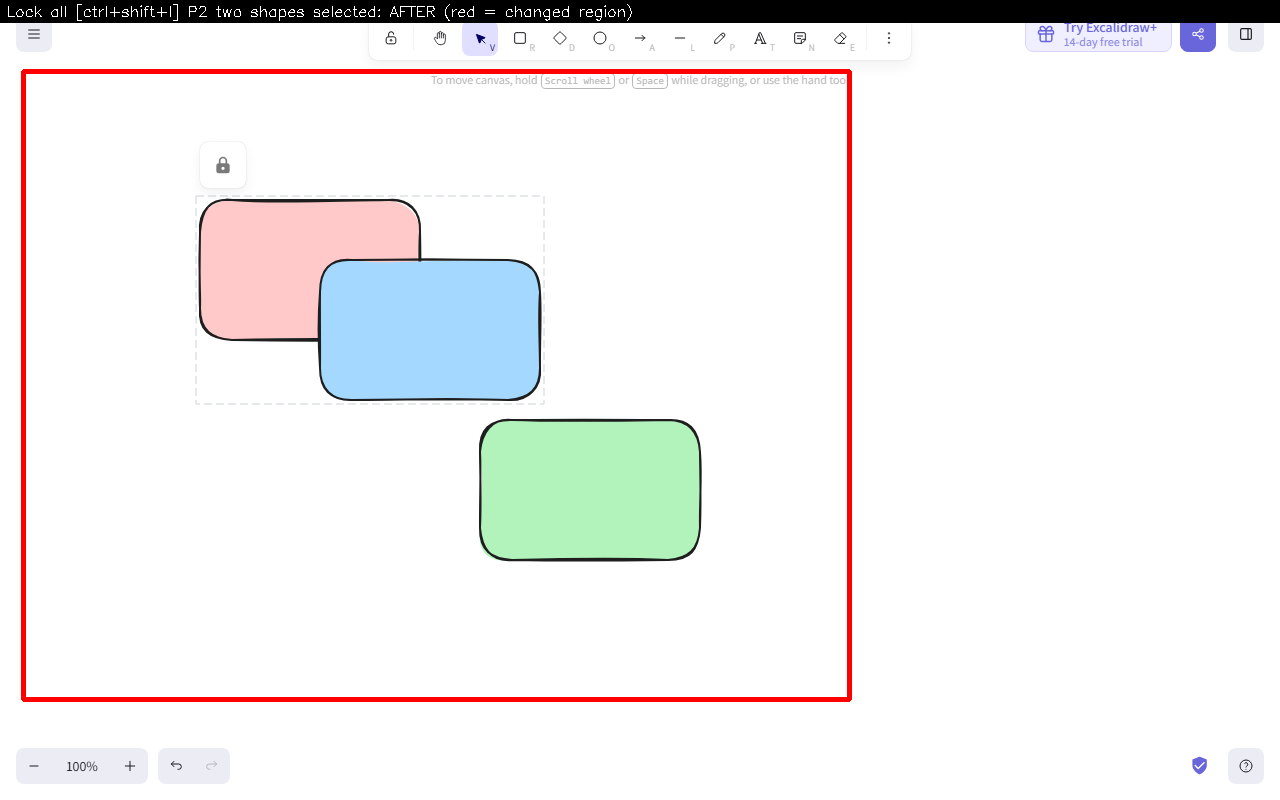 Lock all [ctrl+shift+l] P2 two shapes selected: AFTER (red = changed region)
V
R
D
O
A
L
P
T
N
E
Try Excalidraw+
14-day free trial
To move canvas, hold Scroll wheel or Space while dragging, or use the hand too
100%